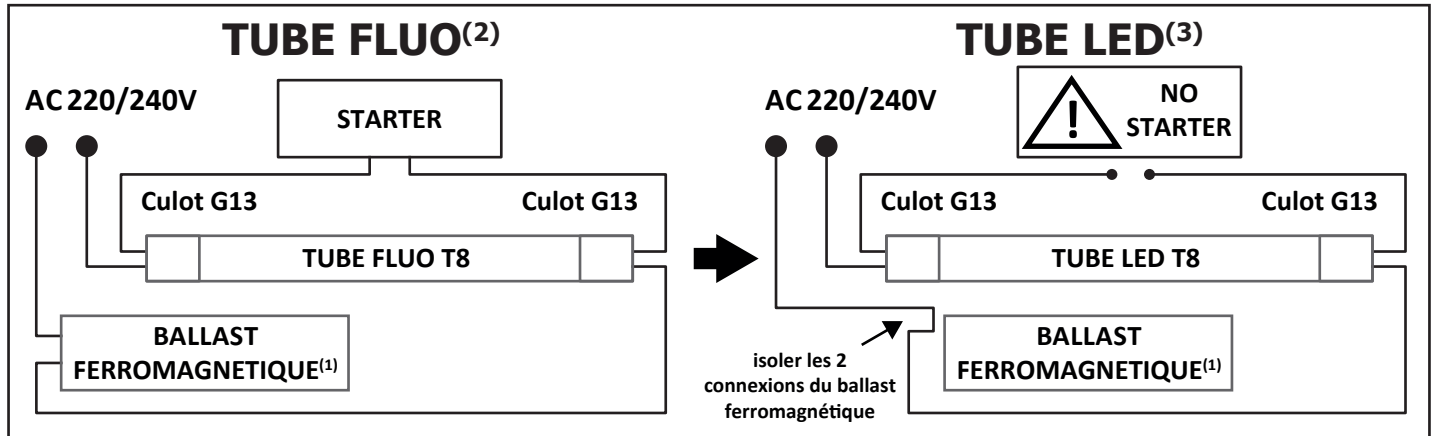 TUBE FLUO(2)
AC 220/240V
STARTER
Culot G13
Culot G13
TUBE FLUO T8
BALLAST
FERROMAGNETIQUE(1)
TUBE LED(3)
AC 220/240V
!
NO
STARTER
Culot G13
Culot G13
TUBE LED T8
isoler les 2
connexions du ballast
ferromagnétique
BALLAST
FERROMAGNETIQUE(1)